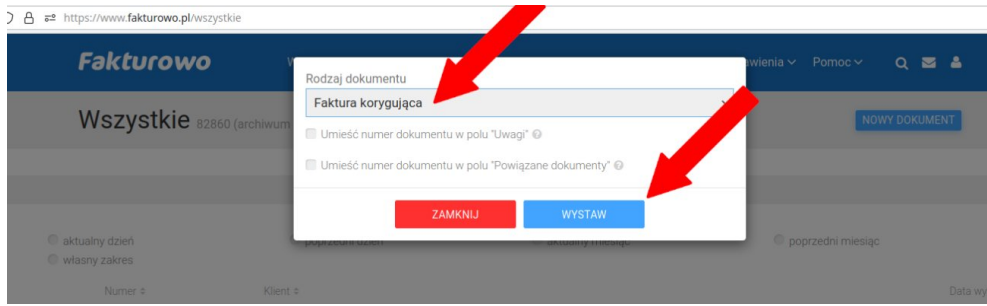 https://www.fakturowo.pl/wszystkie
Fakturowo
Pomoc
Rodzaj dokumentu
Faktura korygująca
Wszystkie 82860 (archiwum
NOWY DOKUMENT
Umieść numer dokumentu w polu "Uwagi"
Umieść numer dokumentu w polu "Powiązane dokumenty"
ZAMKNIJ WYSTAW
aktualny dzień poprzedni dzień aktualny miesiąc poprzedni miesiąc
własny zakres
Numer Klient Data wy